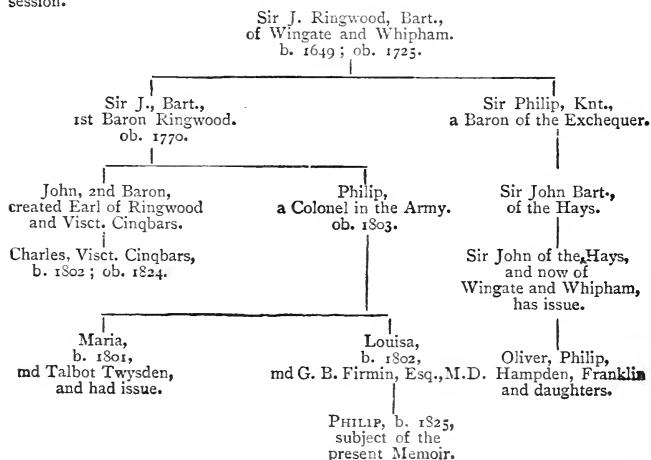 session.
Sir J. Ringwood, Bart.,
of Wingate and Whipham.
b. 1649 ; ob. 1725.
Sir J., Bart.,
1st Baron Ringwood.
ob. 1770.
Sir Philip, Knt.,
a Baron of the Exchequer.
John, 2nd Baron,
created Earl of Ringwood
and Visct. Cinqbars.
Philip,
a Colonel in the Army.
ob. 1803.
Sir John Bart.,
of the Hays.
Charles, Visct. Cinqbars,
b. 1802 ; ob. 1824.
Sir John of the Hays,
and now of
Wingate and Whipham,
has issue.
Maria,
b. 1801,
md Talbot Twysden,
and had issue.
Louisa,
b. 1802,
md G. B. Firmin, Esq., M.D.
Oliver, Philip,
Hampden, Franklin
and daughters.
PHILIP, b. 1825,
subject of the
present Memoir.